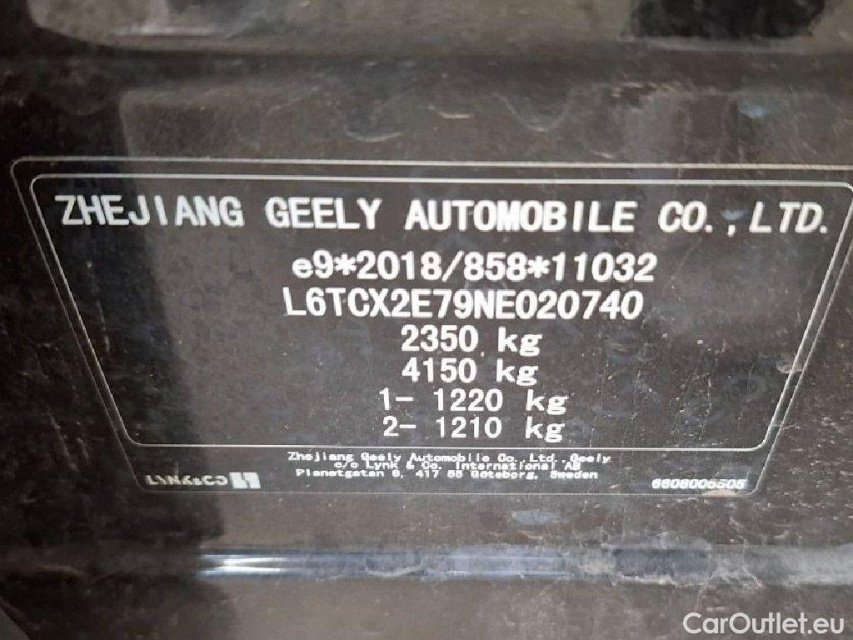 ZHEJIANG GEELY AUTOMOBILE CO., LTD.
e9*2018/858*11032
L6TCX2E79NE020740
2350 kg
4150 kg
1- 1220 kg
2- 1210 kg
Zhejiang Geely Automobile Co., Ltd. Geely
c/o Lynk & Co. International AB
Planetgatan 6, 417 55 Göteborg, Sweden
LYNK&CO
6608005505
CarOutlet.eu